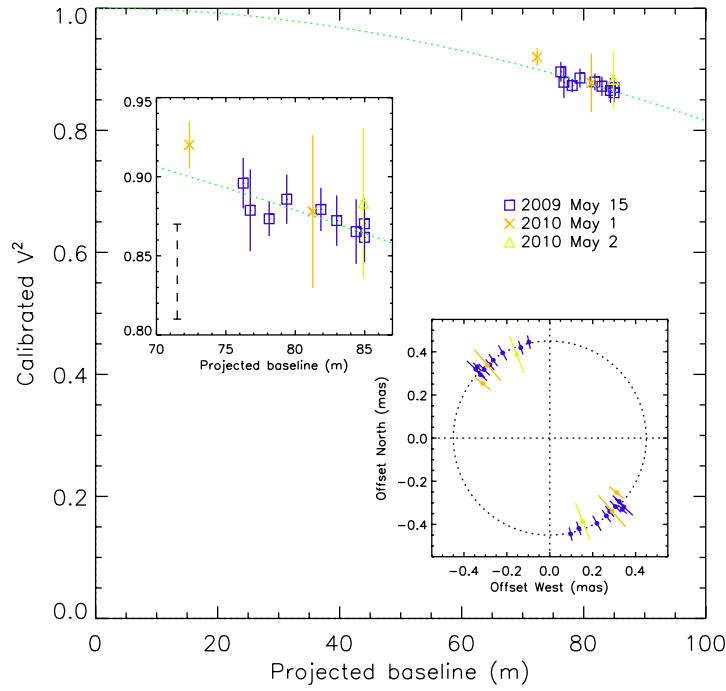 Calibrated V²
1.0
0.8
0.6
0.4
0.2
0.0
0 20 40 60 80 100
Projected baseline (m)
0.95
0.90
0.85
0.80
70 75 80 85
Projected baseline (m)
2009 May 15
2010 May 1
2010 May 2
Offset North (mas)
0.4
0.2
0.0
-0.2
-0.4
-0.4 -0.2 0.0 0.2 0.4
Offset West (mas)